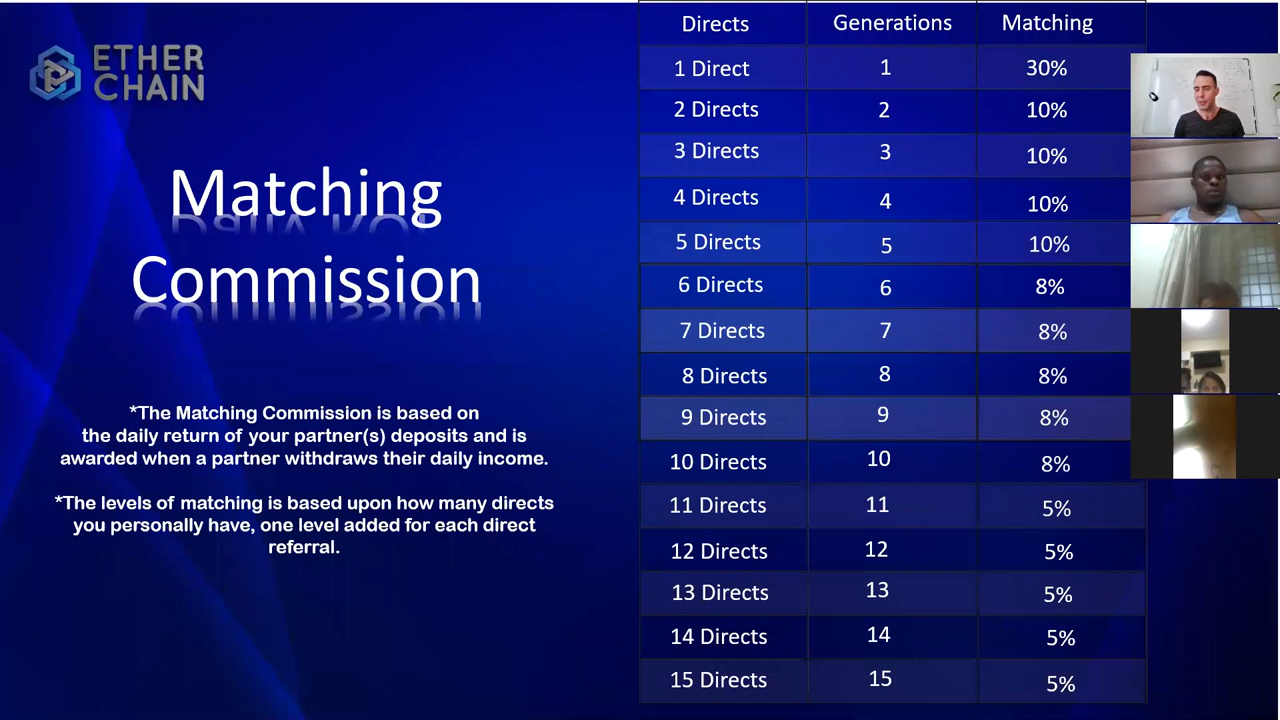 ETHER
CHAIN
Matching
Commission
*The Matching Commission is based on
the daily return of your partner(s) deposits and is
awarded when a partner withdraws their daily income.
*The levels of matching is based upon how many directs
you personally have, one level added for each direct
referral.
Directs Generations Matching
1 Direct 1 30%
2 Directs 2 10%
3 Directs 3 10%
4 Directs 4 10%
5 Directs 5 10%
6 Directs 6 8%
7 Directs 7 8%
8 Directs 8 8%
9 Directs 9 8%
10 Directs 10 8%
11 Directs 11 5%
12 Directs 12 5%
13 Directs 13 5%
14 Directs 14 5%
15 Directs 15 5%